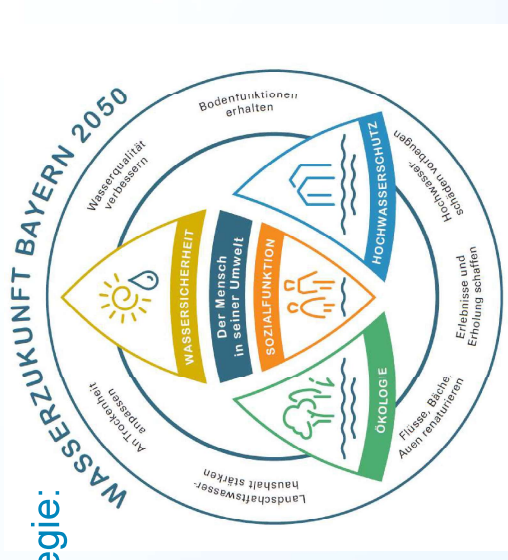 egie:
WASSERZUKUNFT BAYERN 2050
An Trockenheit
anpassen
Wasserqualität
verbessern
Bodenfunktionen
erhalten
Hochwasser-
schäden vorbeugen
Erlebnisse und
Erholung schaffen
Flüsse, Bäche,
Auen renaturieren
Landschaftswasser-
haushalt stärken
WASSERSICHERHEIT
Der Mensch
in seiner Umwelt
SOZIALFUNKTION
HOCHWASSERSCHUTZ
ÖKOLOGIE